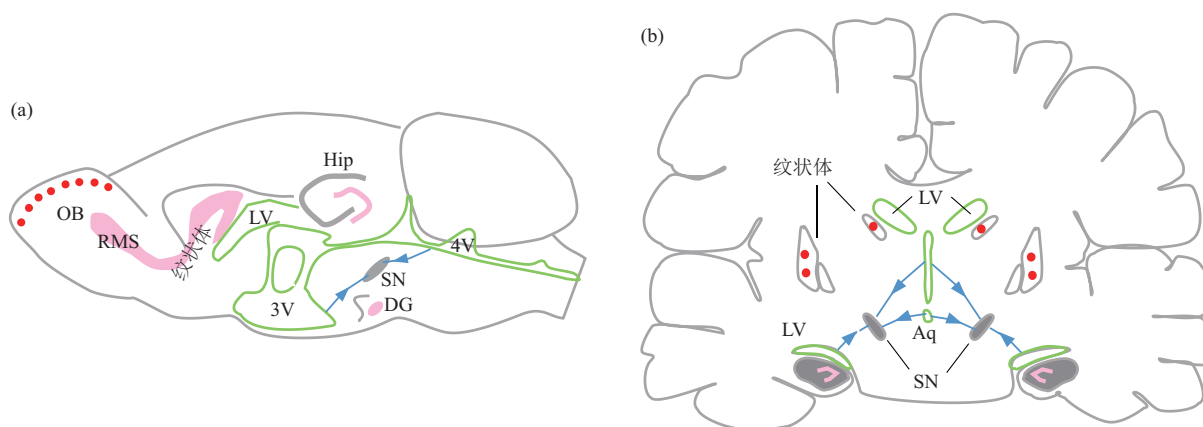 (a)
Hip
OB
RMS
纹状体
LV
4V
SN
3V
DG
(b)
纹状体
LV
LV
Aq
SN